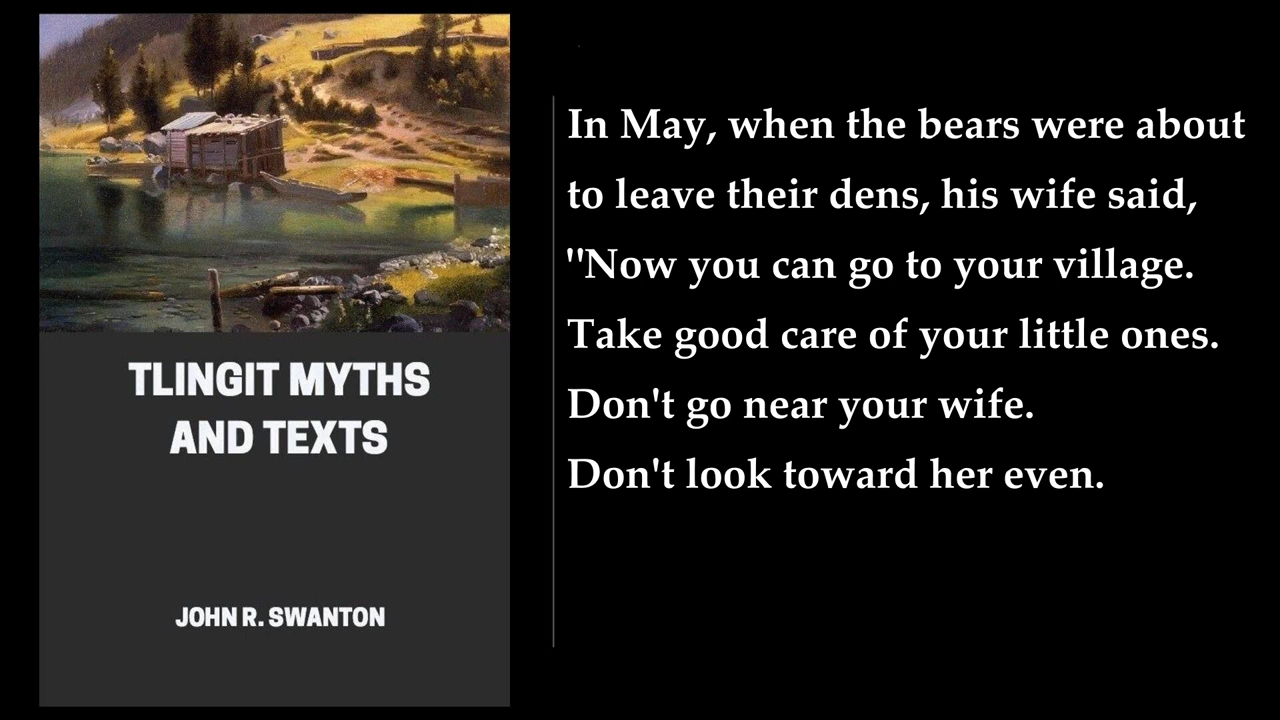 TLINGIT MYTHS
AND TEXTS
JOHN R. SWANTON
In May, when the bears were about
to leave their dens, his wife said,
"Now you can go to your village.
Take good care of your little ones.
Don't go near your wife.
Don't look toward her even.